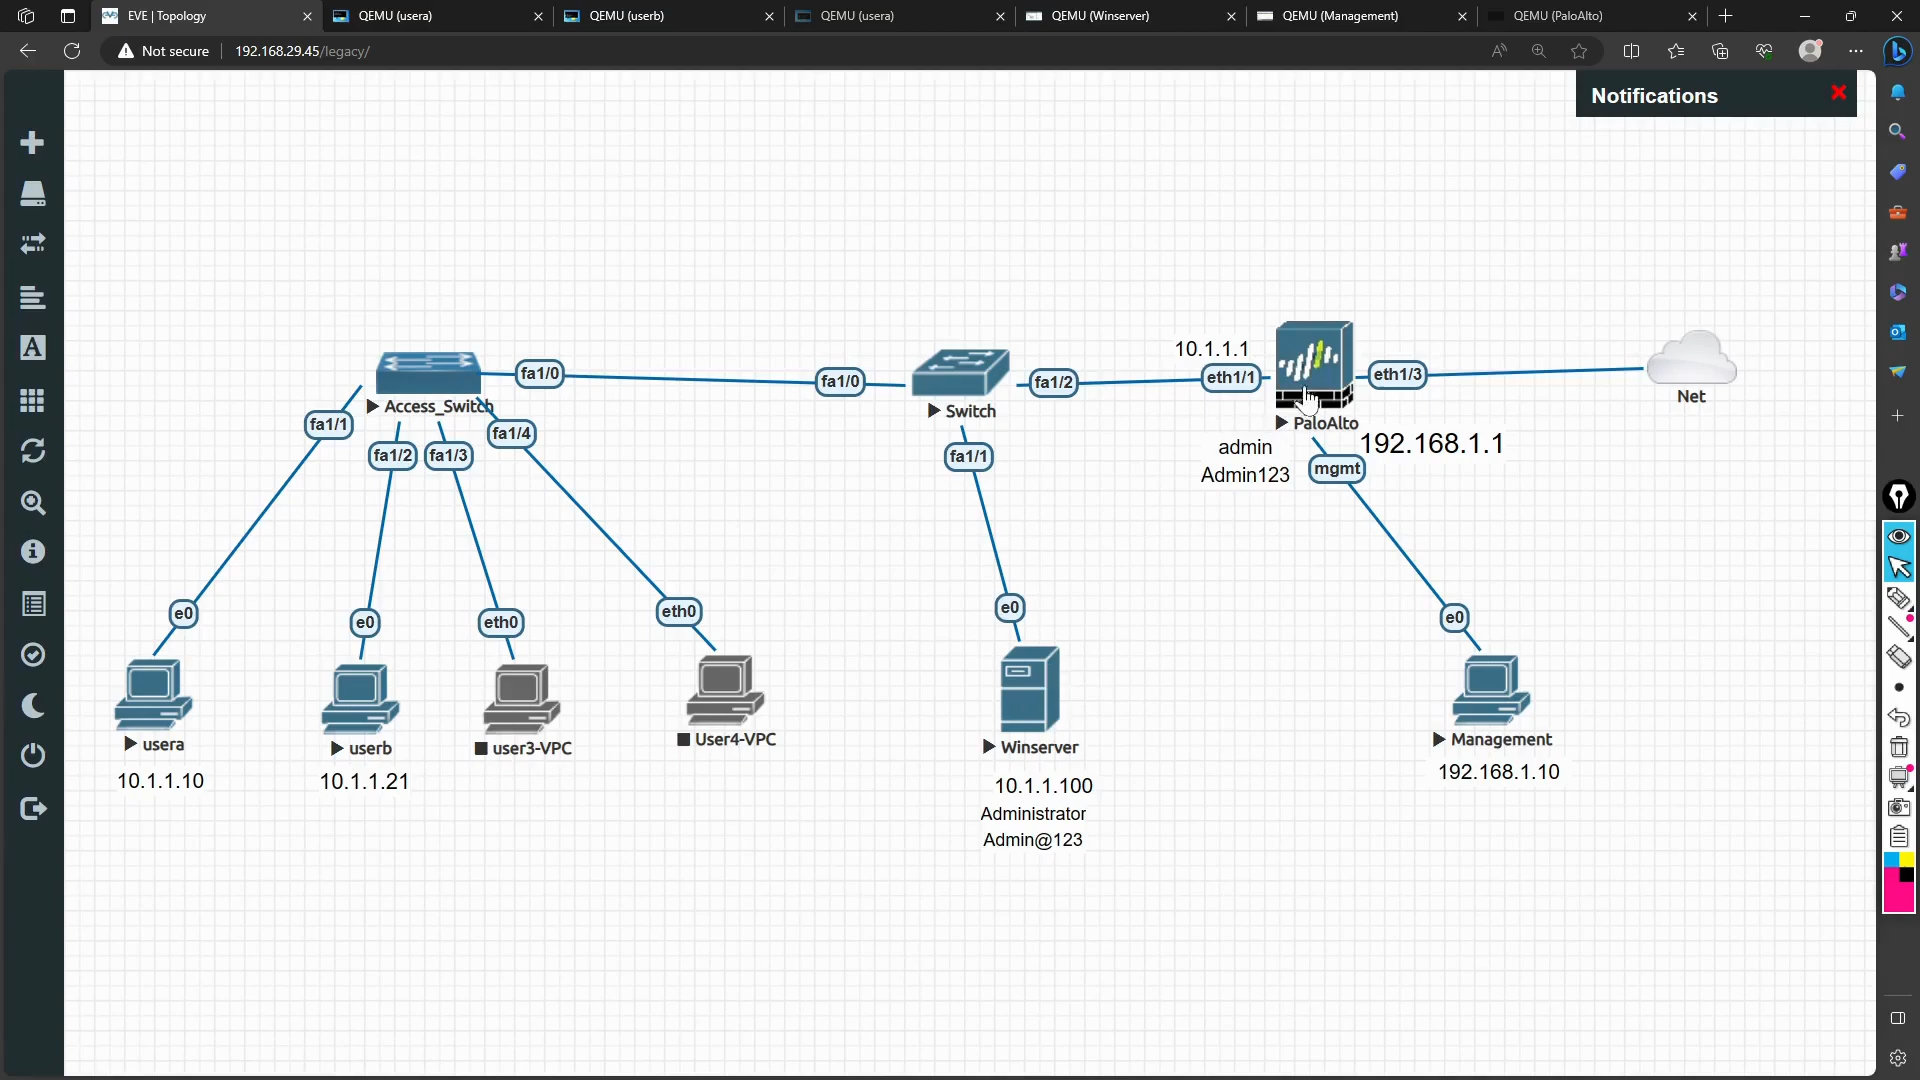 EVE | Topology
QEMU (usera)
QEMU (userb)
QEMU (usera)
QEMU (Winserver)
QEMU (Management)
QEMU (PaloAlto)
Not secure
192.168.29.45/legacy/
Notifications
10.1.1.1
fa1/0
fa1/0
fa1/2
eth1/1
eth1/3
Access_Switch
Switch
PaloAlto
Net
fa1/1
fa1/4
fa1/2
fa1/3
fa1/1
admin
Admin123
192.168.1.1
mgmt
e0
e0
eth0
eth0
e0
e0
usera
userb
user3-VPC
User4-VPC
Winserver
Management
10.1.1.10
10.1.1.21
10.1.1.100
192.168.1.10
Administrator
Admin@123